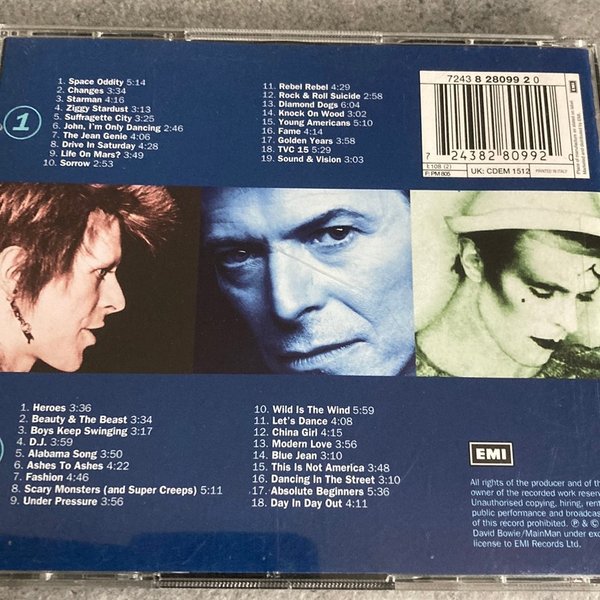 1
1. Space Oddity 5:14
2. Changes 3:34
3. Starman 4:16
4. Ziggy Stardust 3:13
5. Suffragette City 3:25
6. John, I'm Only Dancing 2:46
7. The Jean Genie 4:06
8. Drive In Saturday 4:28
9. Life On Mars? 3:49
10. Sorrow 2:53
11. Rebel Rebel 4:29
12. Rock & Roll Suicide 2:58
13. Diamond Dogs 6:04
14. Knock On Wood 3:02
15. Young Americans 5:10
16. Fame 4:14
17. Golden Years 3:58
18. TVC 15 5:29
19. Sound & Vision 3:03
7243 8 28099 2 0
EMI
7 24382 80992 0
F: PM 805
UK: CDEM 1512
PRINTED IN ITALY
1. Heroes 3:36
2. Beauty & The Beast 3:34
3. Boys Keep Swinging 3:17
4. D.J. 3:59
5. Alabama Song 3:50
6. Ashes To Ashes 4:22
7. Fashion 4:46
8. Scary Monsters (and Super Creeps) 5:11
9. Under Pressure 3:56
10. Wild Is The Wind 5:59
11. Let's Dance 4:08
12. China Girl 4:15
13. Modern Love 3:56
14. Blue Jean 3:10
15. This Is Not America 3:48
16. Dancing In The Street 3:10
17. Absolute Beginners 5:36
18. Day In Day Out 4:11
EMI
All rights of the producer and of the
owner of the recorded work reserv
Unauthorised copying, hiring, rent
public performance and broadcas
of this record prohibited. ℗ & ©
David Bowie/MainMan under exc
license to EMI Records Ltd.